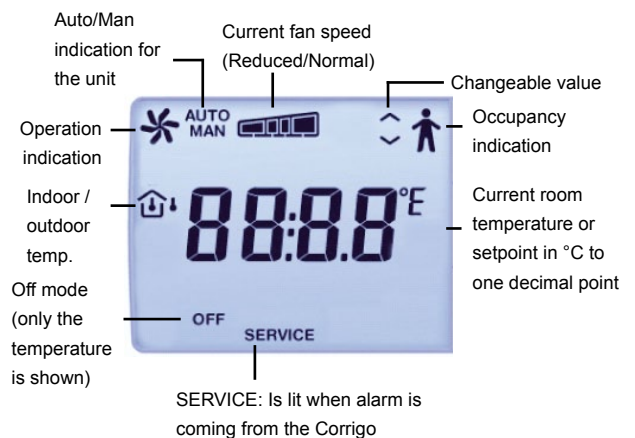 Auto/Man
indication for
the unit
Current fan speed
(Reduced/Normal)
Changeable value
Operation
indication
AUTO
MAN
Occupancy
indication
Indoor /
outdoor
temp.
88:8.8°E
Current room
temperature or
setpoint in °C to
one decimal point
Off mode
(only the
temperature
is shown)
OFF
SERVICE
SERVICE: Is lit when alarm is
coming from the Corrigo